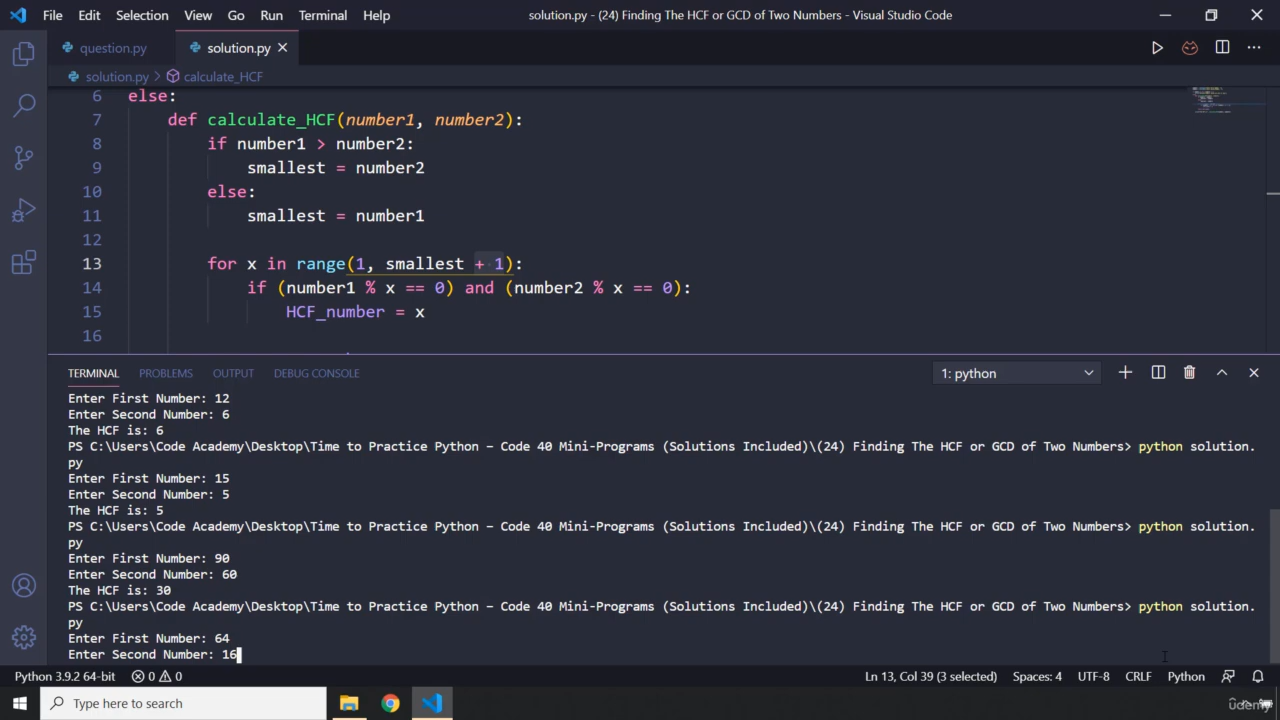 File Edit Selection View Go Run Terminal Help solution.py - (24) Finding The HCF or GCD of Two Numbers - Visual Studio Code
question.py solution.py
solution.py > calculate_HCF
6 else:
7 def calculate_HCF(number1, number2):
8 if number1 > number2:
9 smallest = number2
10 else:
11 smallest = number1
12
13 for x in range(1, smallest + 1):
14 if (number1 % x == 0) and (number2 % x == 0):
15 HCF_number = x
16
TERMINAL PROBLEMS OUTPUT DEBUG CONSOLE 1: python
Enter First Number: 12
Enter Second Number: 6
The HCF is: 6
PS C:\Users\Code Academy\Desktop\Time to Practice Python – Code 40 Mini-Programs (Solutions Included)\(24) Finding The HCF or GCD of Two Numbers> python solution.
py
Enter First Number: 15
Enter Second Number: 5
The HCF is: 5
PS C:\Users\Code Academy\Desktop\Time to Practice Python – Code 40 Mini-Programs (Solutions Included)\(24) Finding The HCF or GCD of Two Numbers> python solution.
py
Enter First Number: 90
Enter Second Number: 60
The HCF is: 30
PS C:\Users\Code Academy\Desktop\Time to Practice Python – Code 40 Mini-Programs (Solutions Included)\(24) Finding The HCF or GCD of Two Numbers> python solution.
py
Enter First Number: 64
Enter Second Number: 16
Python 3.9.2 64-bit 0 0 Ln 13, Col 39 (3 selected) Spaces: 4 UTF-8 CRLF Python
Type here to search udemy